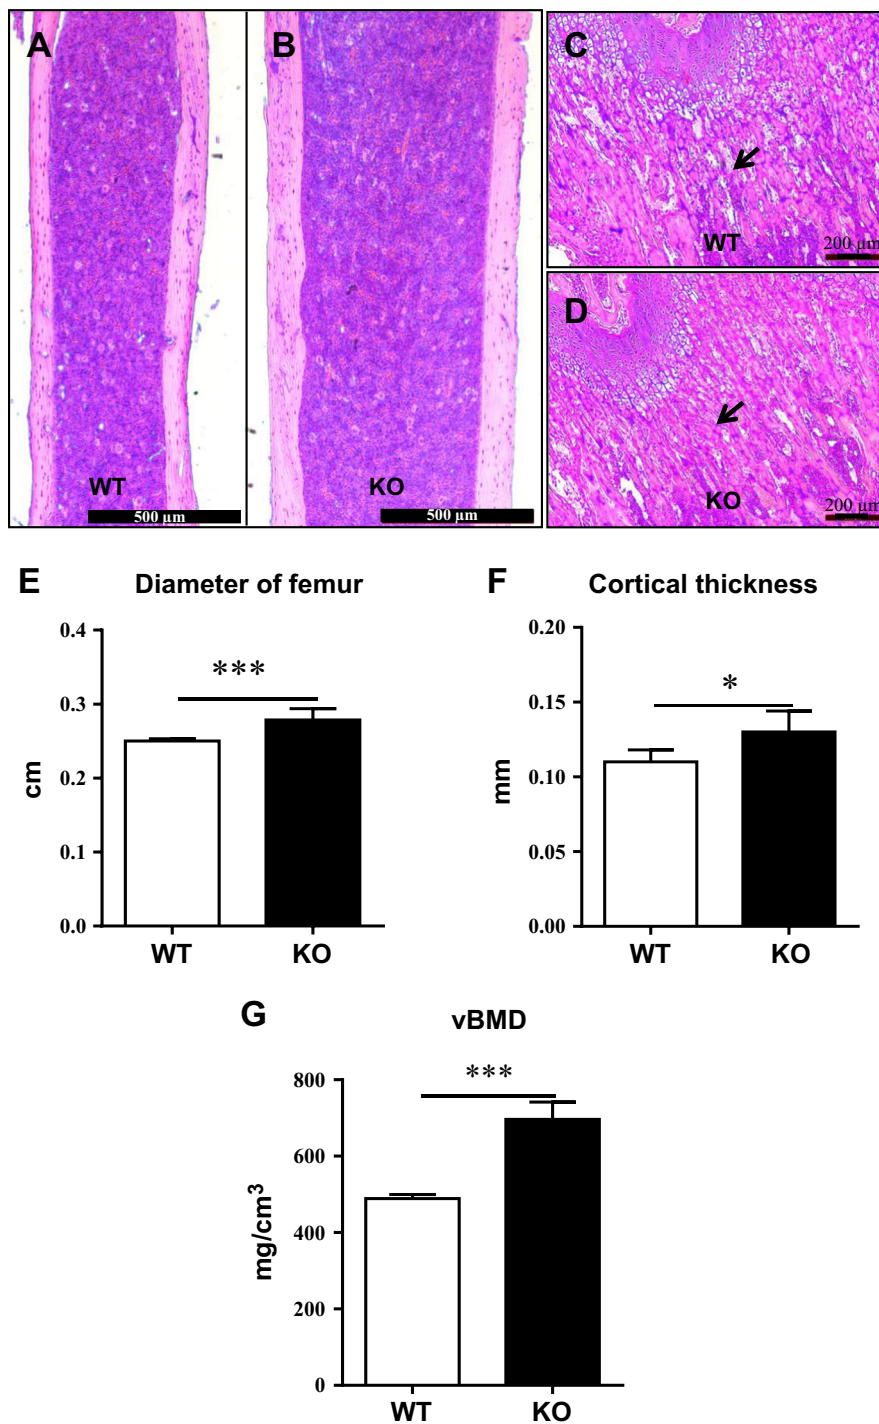 A
B
C
WT
200 µm
D
KO
200 µm
WT
500 µm
KO
500 µm
E
Diameter of femur
F
Cortical thickness
0.4
0.3
0.2
0.1
0.0
cm
***
WT
KO
0.20
0.15
0.10
0.05
0.00
mm
*
WT
KO
G
vBMD
800
600
400
200
0
mg/cm³
***
WT
KO